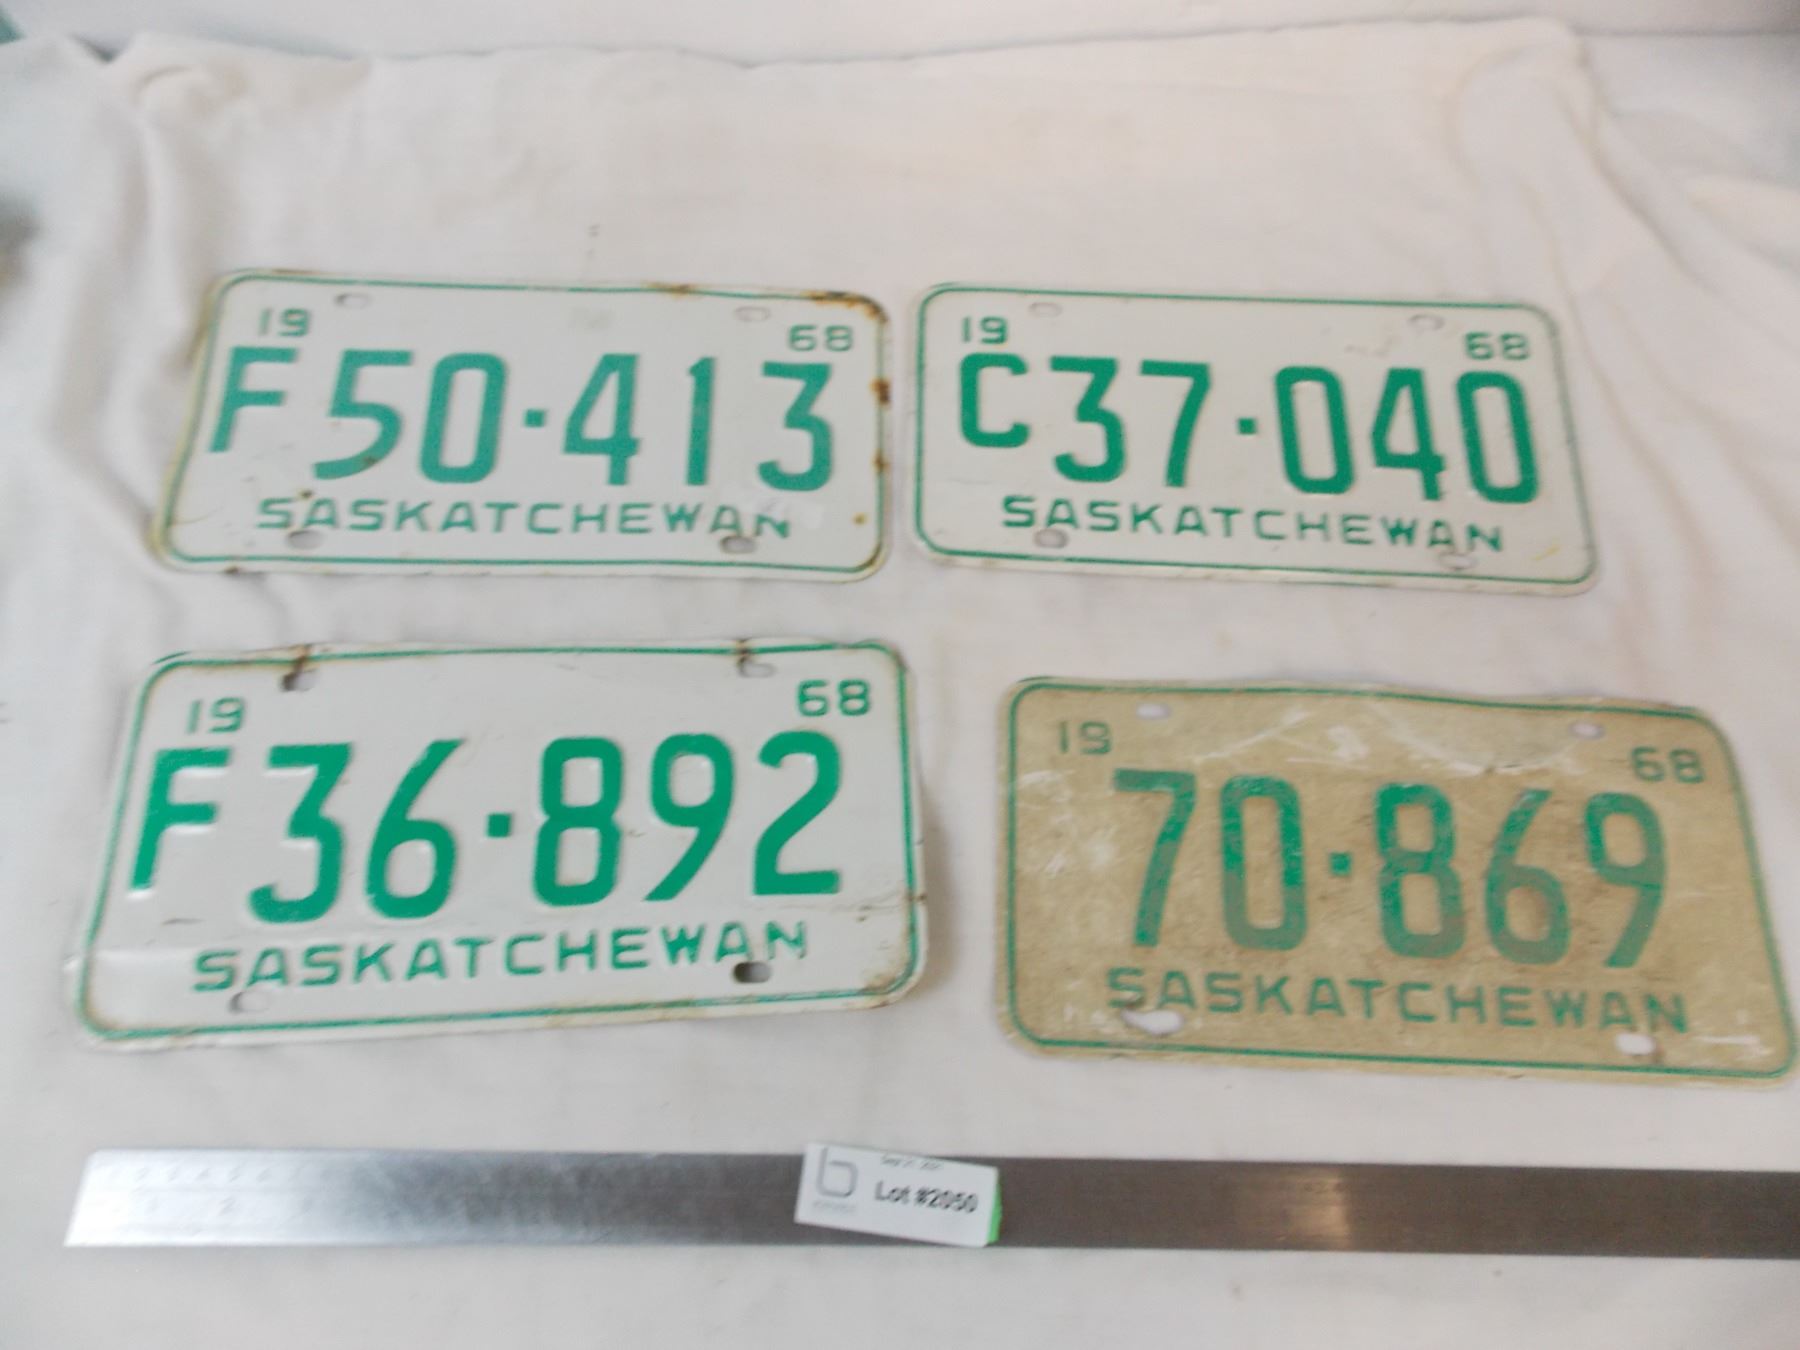 19 68
F50·413
SASKATCHEWAN
19 68
C37·040
SASKATCHEWAN
19 68
F36·892
SASKATCHEWAN
19 68
70·869
SASKATCHEWAN
b
Lot #2050